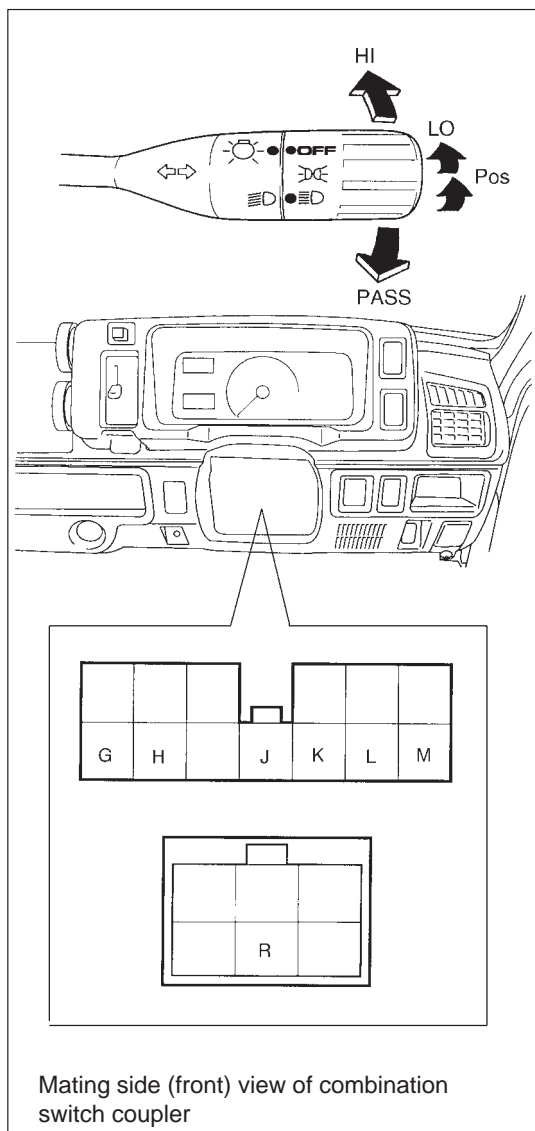 HI
LO
OFF
Pos
PASS
G H J K L M
R
Mating side (front) view of combination
switch coupler